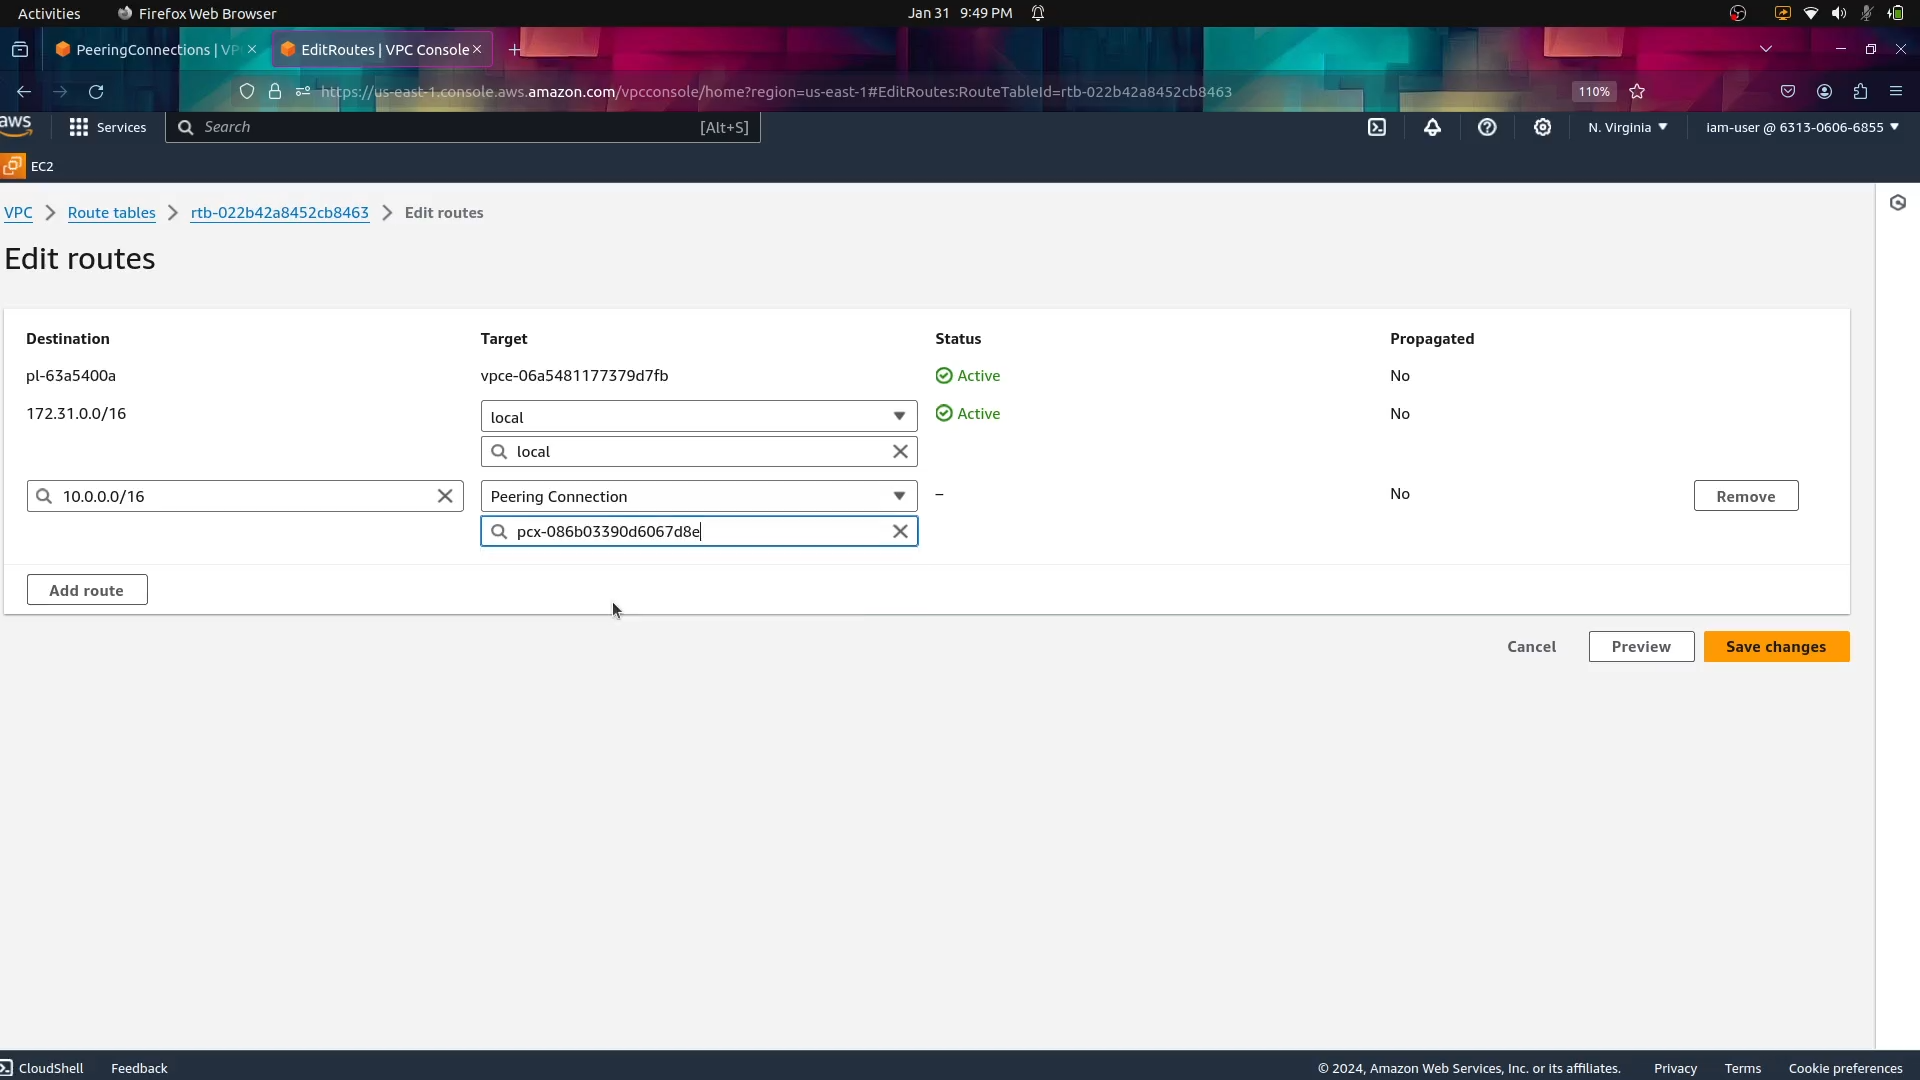 Activities Firefox Web Browser Jan 31 9:49 PM
PeeringConnections | VP EditRoutes | VPC Console
https://us-east-1.console.aws.amazon.com/vpcconsole/home?region=us-east-1#EditRoutes:RouteTableId=rtb-022b42a8452cb8463 110%
aws Services Search [Alt+S] N. Virginia iam-user @ 6313-0606-6855
EC2
VPC Route tables rtb-022b42a8452cb8463 Edit routes
Edit routes
Destination Target Status Propagated
pl-63a5400a vpce-06a5481177379d7fb Active No
172.31.0.0/16 local Active No
local
10.0.0.0/16 Peering Connection – No Remove
pcx-086b03390d6067d8e
Add route
Cancel Preview Save changes
CloudShell Feedback © 2024, Amazon Web Services, Inc. or its affiliates. Privacy Terms Cookie preferences